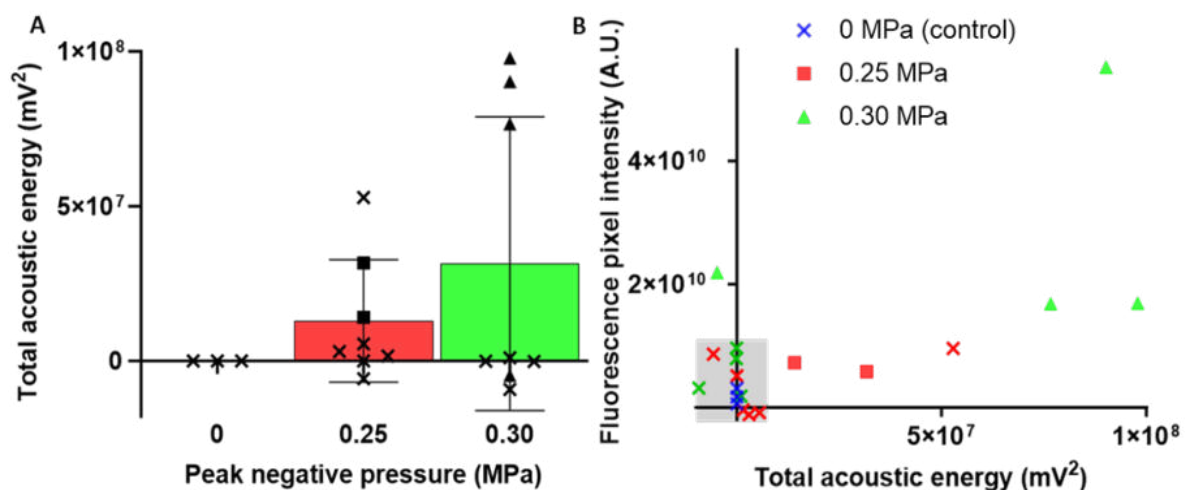 A
Total acoustic energy (mV²)
1×10⁸
5×10⁷
0
0
0.25
0.30
Peak negative pressure (MPa)
B
Fluorescence pixel intensity (A.U.)
0 MPa (control)
0.25 MPa
0.30 MPa
4×10¹⁰
2×10¹⁰
5×10⁷
1×10⁸
Total acoustic energy (mV²)